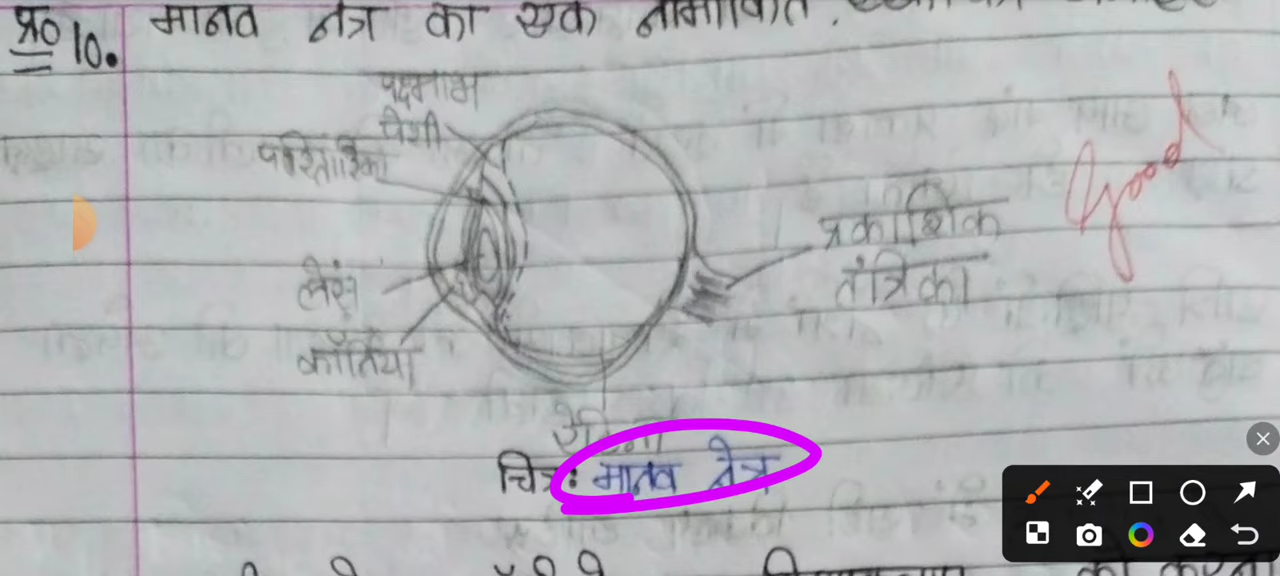 प्र० 10. मानव नेत्र का एक नामांकित
पक्ष्माभ
पेशी
परितारिका
Good
प्रकाशिक
तंत्रिका
लेंस
कॉर्निया
रेटिना
चित्र: मानव नेत्र